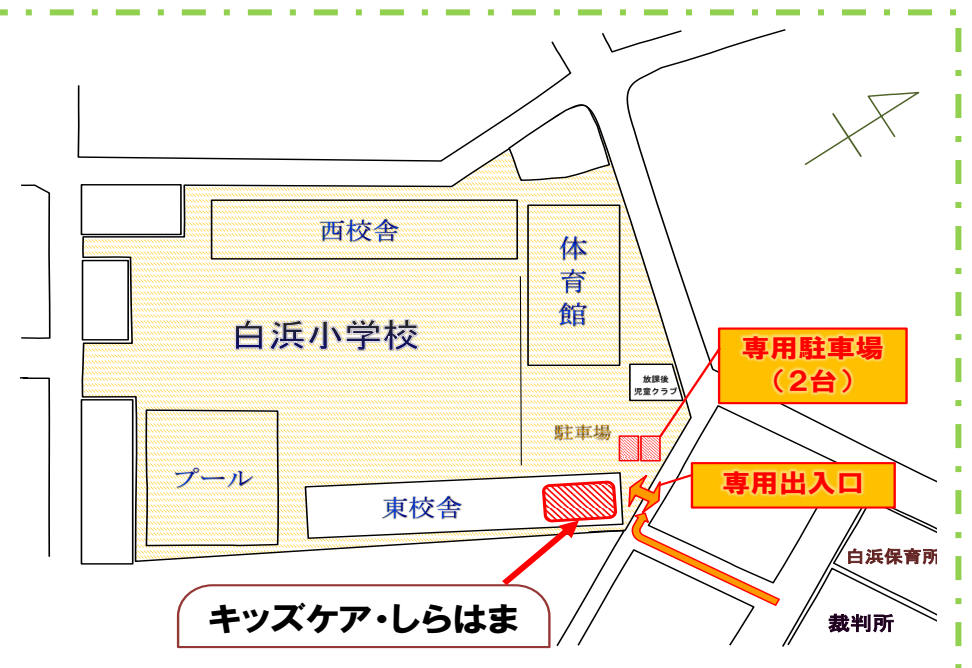 西校舎
体育館
白浜小学校
専用駐車場
（2台）
放課後
児童クラブ
駐車場
プール
専用出入口
東校舎
白浜保育所
キッズケア・しらはま
裁判所